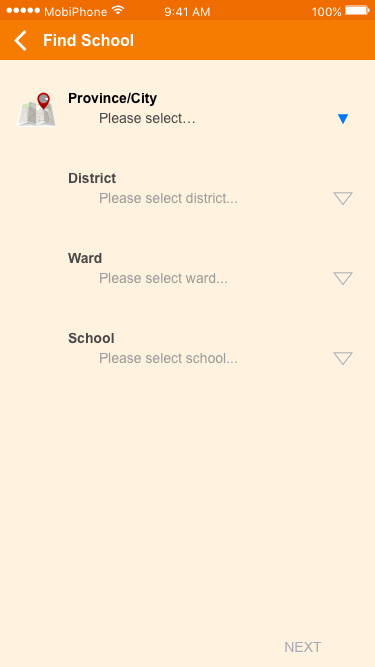 MobiPhone 9:41 AM 100%
Find School
Province/City
Please select…
District
Please select district...
Ward
Please select ward...
School
Please select school...
NEXT